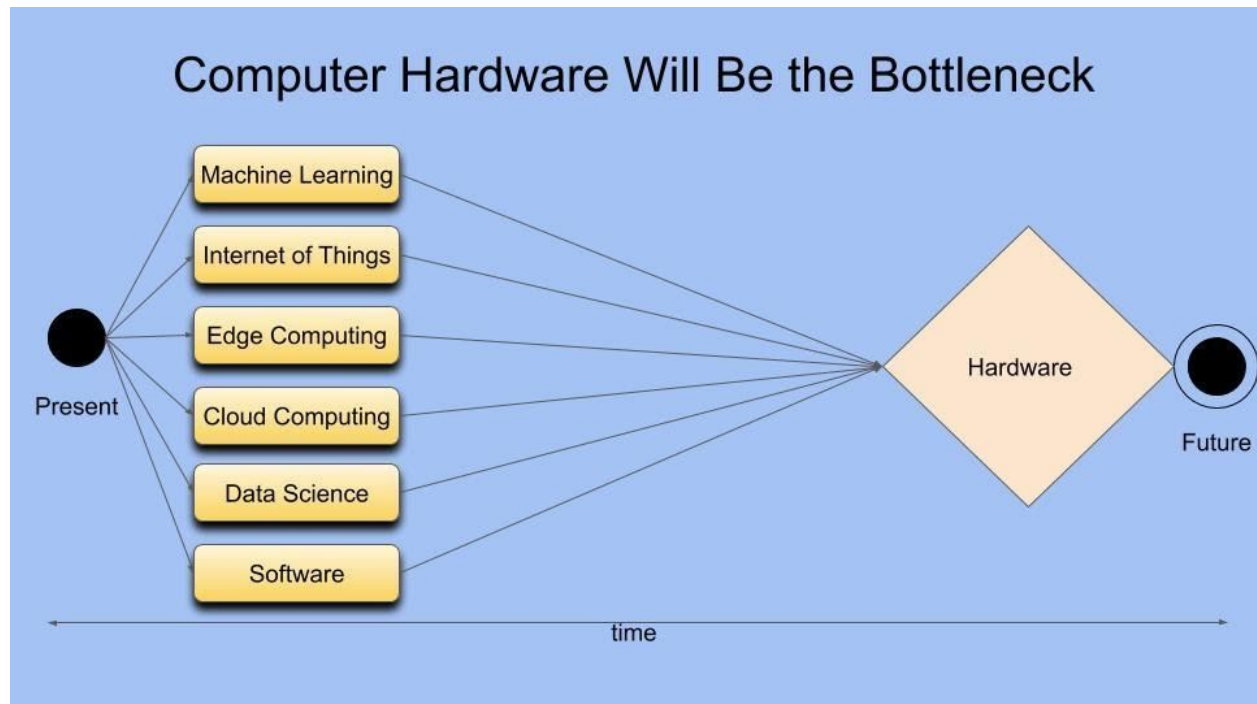 Computer Hardware Will Be the Bottleneck
Machine Learning
Internet of Things
Edge Computing
Cloud Computing
Data Science
Software
Present
Hardware
Future
time